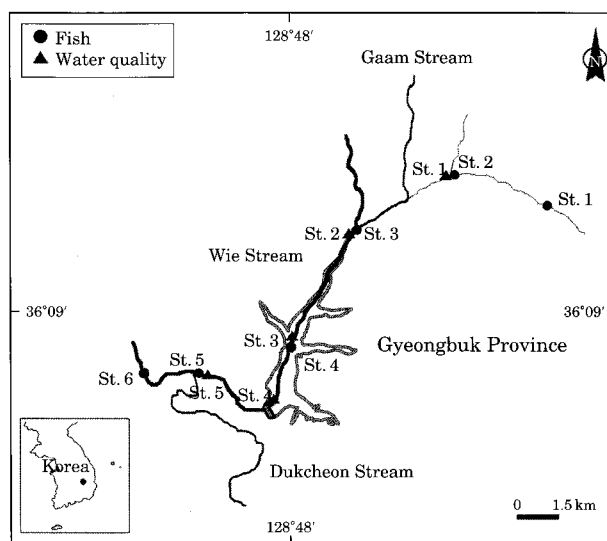 Fish
Water quality
128°48'
N
Gaam Stream
St. 1
St. 2
St. 1
St. 2
St. 3
Wie Stream
36°09'
36°09'
St. 3
Gyeongbuk Province
St. 4
St. 5
St. 6
St. 5
St. 4
Korea
Dukcheon Stream
0 1.5 km
128°48'